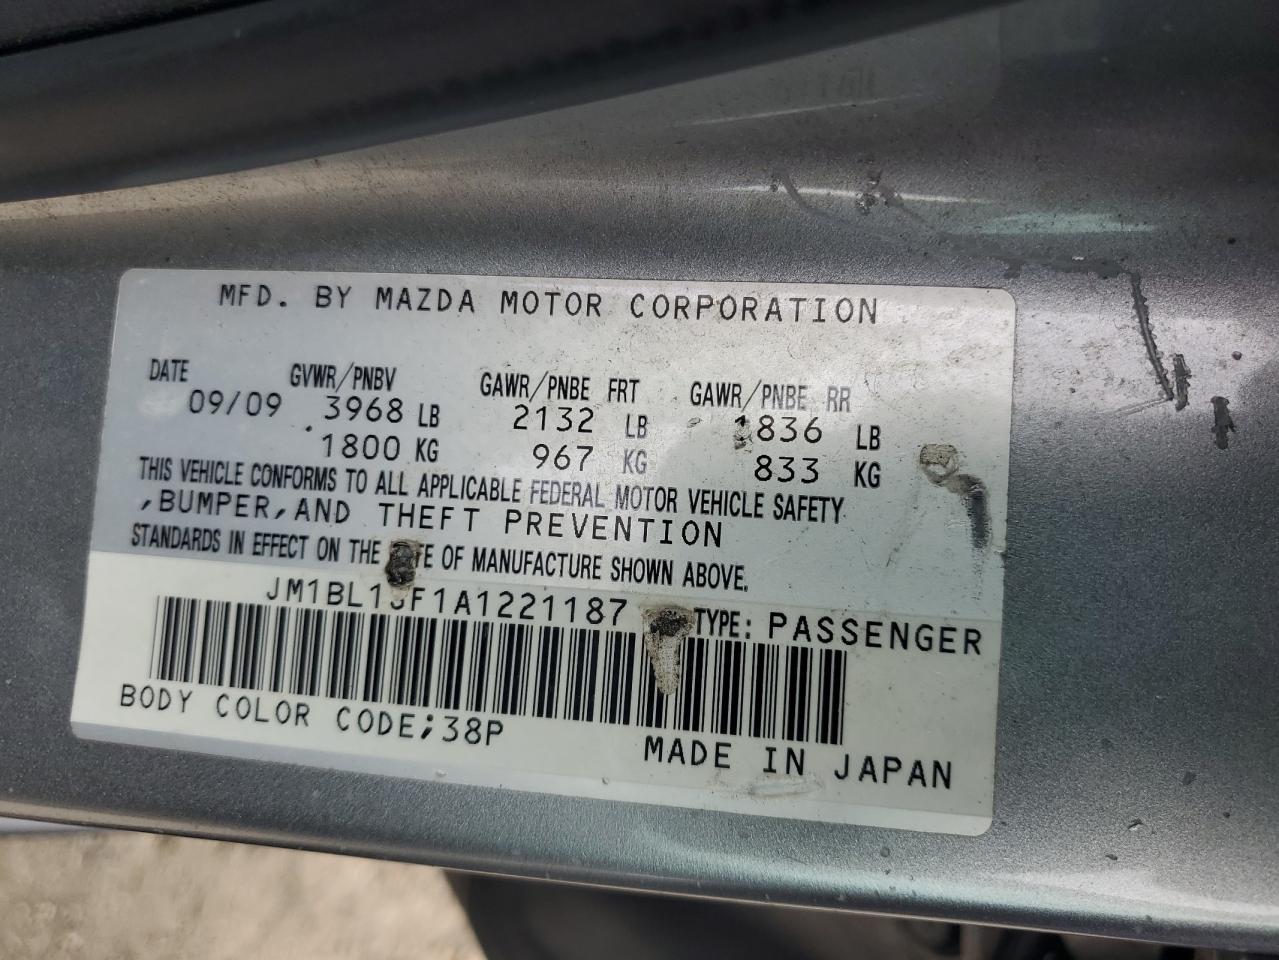 MFD. BY MAZDA MOTOR CORPORATION
DATE GVWR/PNBV GAWR/PNBE FRT GAWR/PNBE RR
09/09 3968 LB 2132 LB 1836 LB
1800 KG 967 KG 833 KG
THIS VEHICLE CONFORMS TO ALL APPLICABLE FEDERAL MOTOR VEHICLE SAFETY
,BUMPER,AND THEFT PREVENTION
STANDARDS IN EFFECT ON THE OF MANUFACTURE SHOWN ABOVE.
TYPE: PASSENGER
BODY COLOR CODE;38P
MADE IN JAPAN